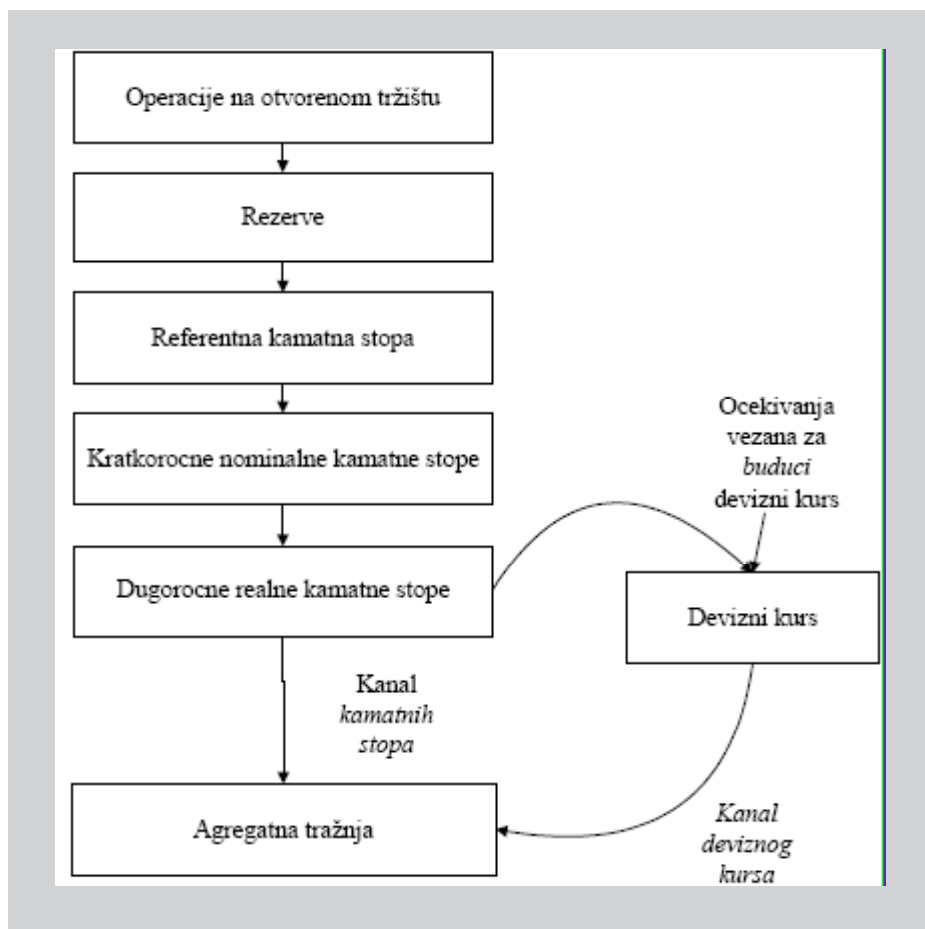 Operacije na otvorenom tržištu
Rezerve
Referentna kamatna stopa
Kratkorocne nominalne kamatne stope
Dugorocne realne kamatne stope
Ocekivanja
vezana za
buduci
devizni kurs
Devizni kurs
Kanal
kamatnih
stopa
Agregatna tražnja
Kanal
deviznog
kursa